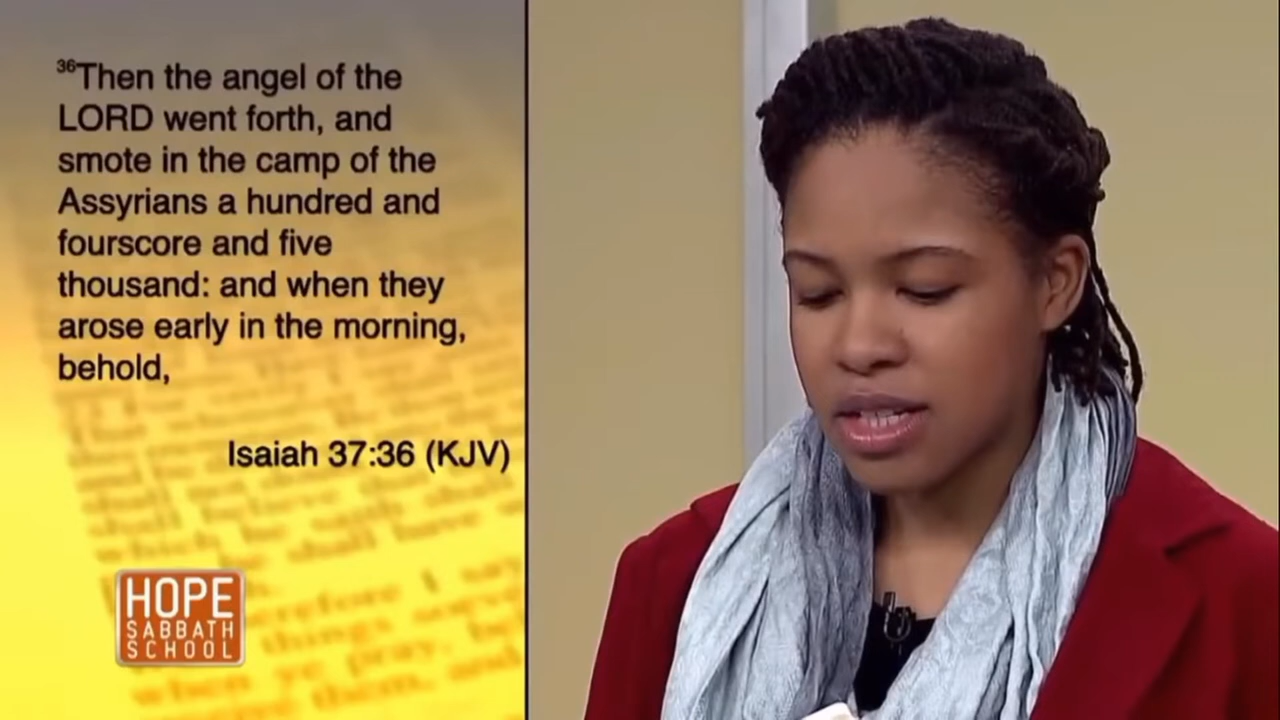 36Then the angel of the
LORD went forth, and
smote in the camp of the
Assyrians a hundred and
fourscore and five
thousand: and when they
arose early in the morning,
behold,
Isaiah 37:36 (KJV)
HOPE
SABBATH
SCHOOL